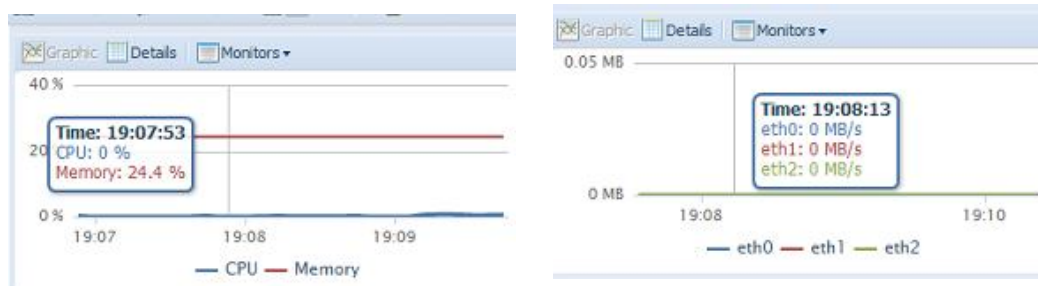 Graphic Details Monitors
40 %
Time: 19:07:53
CPU: 0 %
Memory: 24.4 %
20
0 %
19:07 19:08 19:09
CPU Memory
Graphic Details Monitors
0.05 MB
Time: 19:08:13
eth0: 0 MB/s
eth1: 0 MB/s
eth2: 0 MB/s
0 MB
19:08 19:10
eth0 eth1 eth2